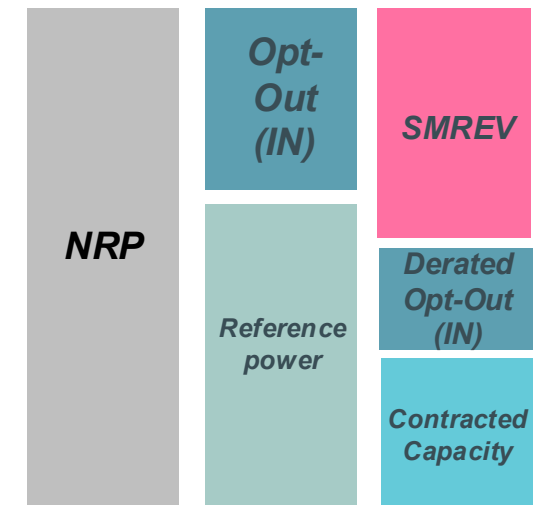 NRP
Opt-
Out
(IN)
Reference
power
SMREV
Derated
Opt-Out
(IN)
Contracted
Capacity